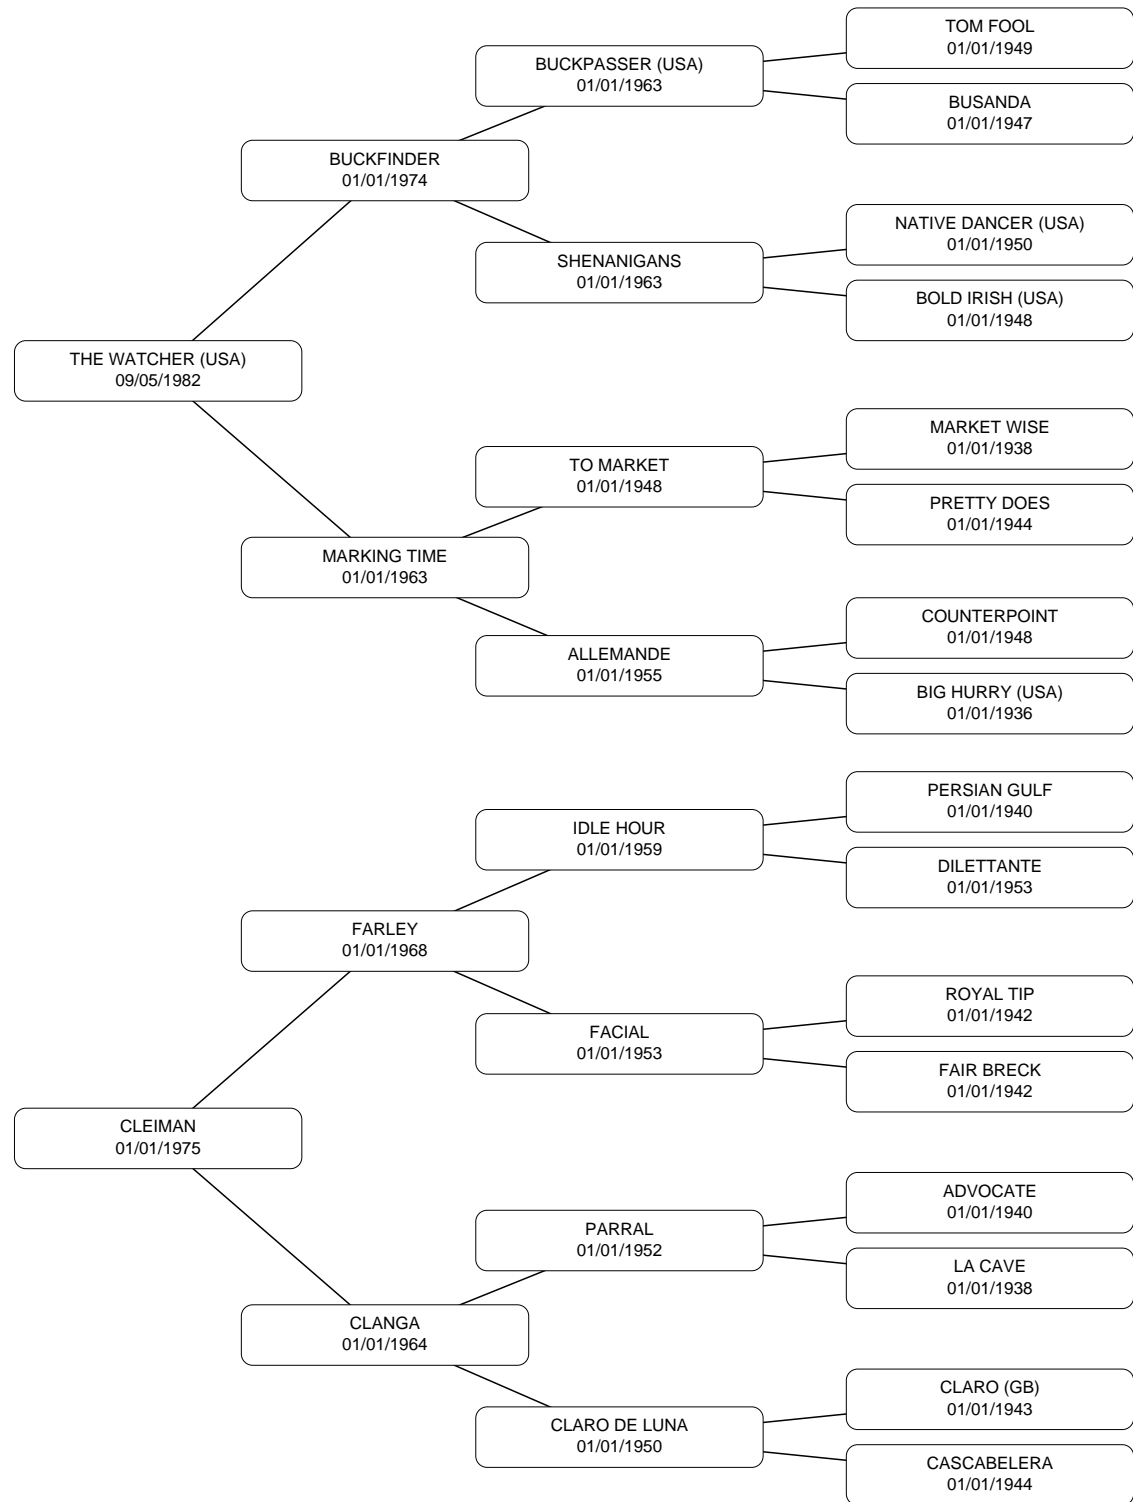 TOM FOOL
01/01/1949
BUCKPASSER (USA)
01/01/1963
BUSANDA
01/01/1947
BUCKFINDER
01/01/1974
NATIVE DANCER (USA)
01/01/1950
SHENANIGANS
01/01/1963
BOLD IRISH (USA)
01/01/1948
THE WATCHER (USA)
09/05/1982
MARKET WISE
01/01/1938
TO MARKET
01/01/1948
PRETTY DOES
01/01/1944
MARKING TIME
01/01/1963
COUNTERPOINT
01/01/1948
ALLEMANDE
01/01/1955
BIG HURRY (USA)
01/01/1936
PERSIAN GULF
01/01/1940
IDLE HOUR
01/01/1959
DILETTANTE
01/01/1953
FARLEY
01/01/1968
ROYAL TIP
01/01/1942
FACIAL
01/01/1953
FAIR BRECK
01/01/1942
CLEIMAN
01/01/1975
ADVOCATE
01/01/1940
PARRAL
01/01/1952
LA CAVE
01/01/1938
CLANGA
01/01/1964
CLARO (GB)
01/01/1943
CLARO DE LUNA
01/01/1950
CASCABELERA
01/01/1944